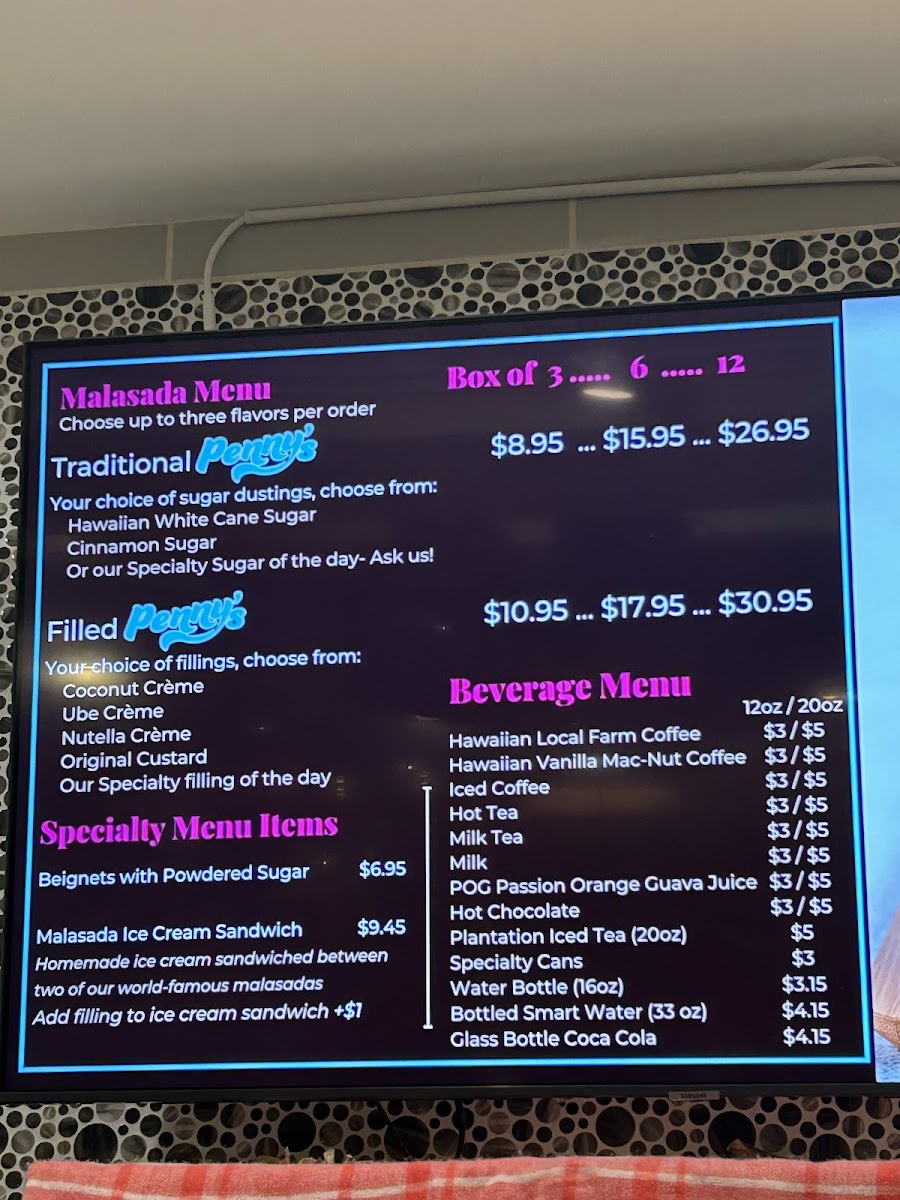 Malasada Menu
Choose up to three flavors per order
Box of 3 ..... 6 ..... 12
Traditional Penny's
$8.95 ... $15.95 ... $26.95
Your choice of sugar dustings, choose from:
Hawaiian White Cane Sugar
Cinnamon Sugar
Or our Specialty Sugar of the day- Ask us!
Filled Penny's
$10.95 ... $17.95 ... $30.95
Your choice of fillings, choose from:
Coconut Crème
Ube Crème
Nutella Crème
Original Custard
Our Specialty filling of the day
Specialty Menu Items
Beignets with Powdered Sugar $6.95
Malasada Ice Cream Sandwich $9.45
Homemade ice cream sandwiched between
two of our world-famous malasadas
Add filling to ice cream sandwich +$1
Beverage Menu
12oz / 20oz
Hawaiian Local Farm Coffee $3 / $5
Hawaiian Vanilla Mac-Nut Coffee $3 / $5
Iced Coffee $3 / $5
Hot Tea $3 / $5
Milk Tea $3 / $5
Milk $3 / $5
POG Passion Orange Guava Juice $3 / $5
Hot Chocolate $3 / $5
Plantation Iced Tea (20oz) $5
Specialty Cans $3
Water Bottle (16oz) $3.15
Bottled Smart Water (33 oz) $4.15
Glass Bottle Coca Cola $4.15
SAMSUNG